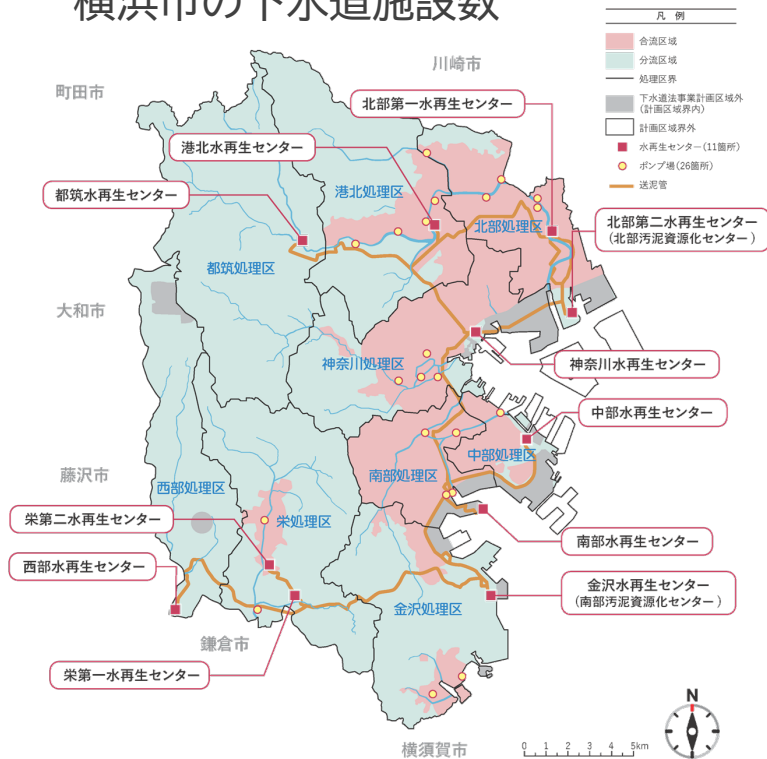 横浜市の下水道施設数
凡 例
合流区域
分流区域
処理区界
下水道法事業計画区域外
(計画区域界内)
計画区域界外
水再生センター(11箇所)
ポンプ場(26箇所)
送泥管
川崎市
町田市
北部第一水再生センター
港北水再生センター
都筑水再生センター
港北処理区
北部処理区
北部第二水再生センター
(北部汚泥資源化センター)
都筑処理区
大和市
神奈川処理区
神奈川水再生センター
中部水再生センター
中部処理区
藤沢市
西部処理区
南部処理区
栄第二水再生センター
栄処理区
南部水再生センター
西部水再生センター
金沢水再生センター
(南部汚泥資源化センター)
金沢処理区
鎌倉市
栄第一水再生センター
横須賀市
N
0 1 2 3 4 5km